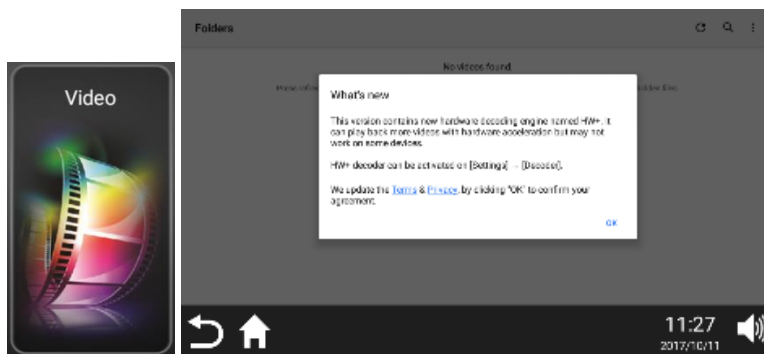 Video
Folders
No videos found.
What's new
This version contains new hardware decoding engine named HW+. It
can play back more videos with hardware acceleration but may not
work on some devices.
HW+ decoder can be activated on [Settings] → [Decoder].
We update the Terms & Privacy, by clicking "OK" to confirm your
agreement.
OK
11:27
2017/10/11